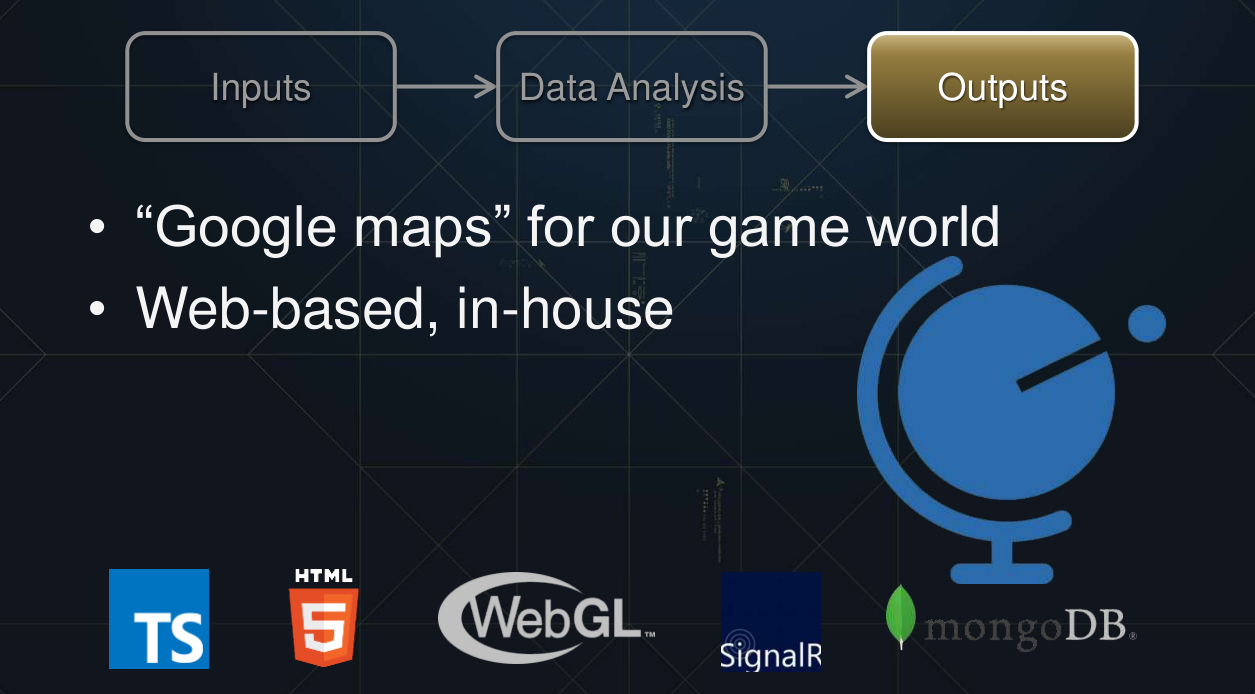 Inputs
Data Analysis
Outputs
• “Google maps” for our game world
• Web-based, in-house
TS
HTML
5
WebGL™
SignalR
mongoDB®